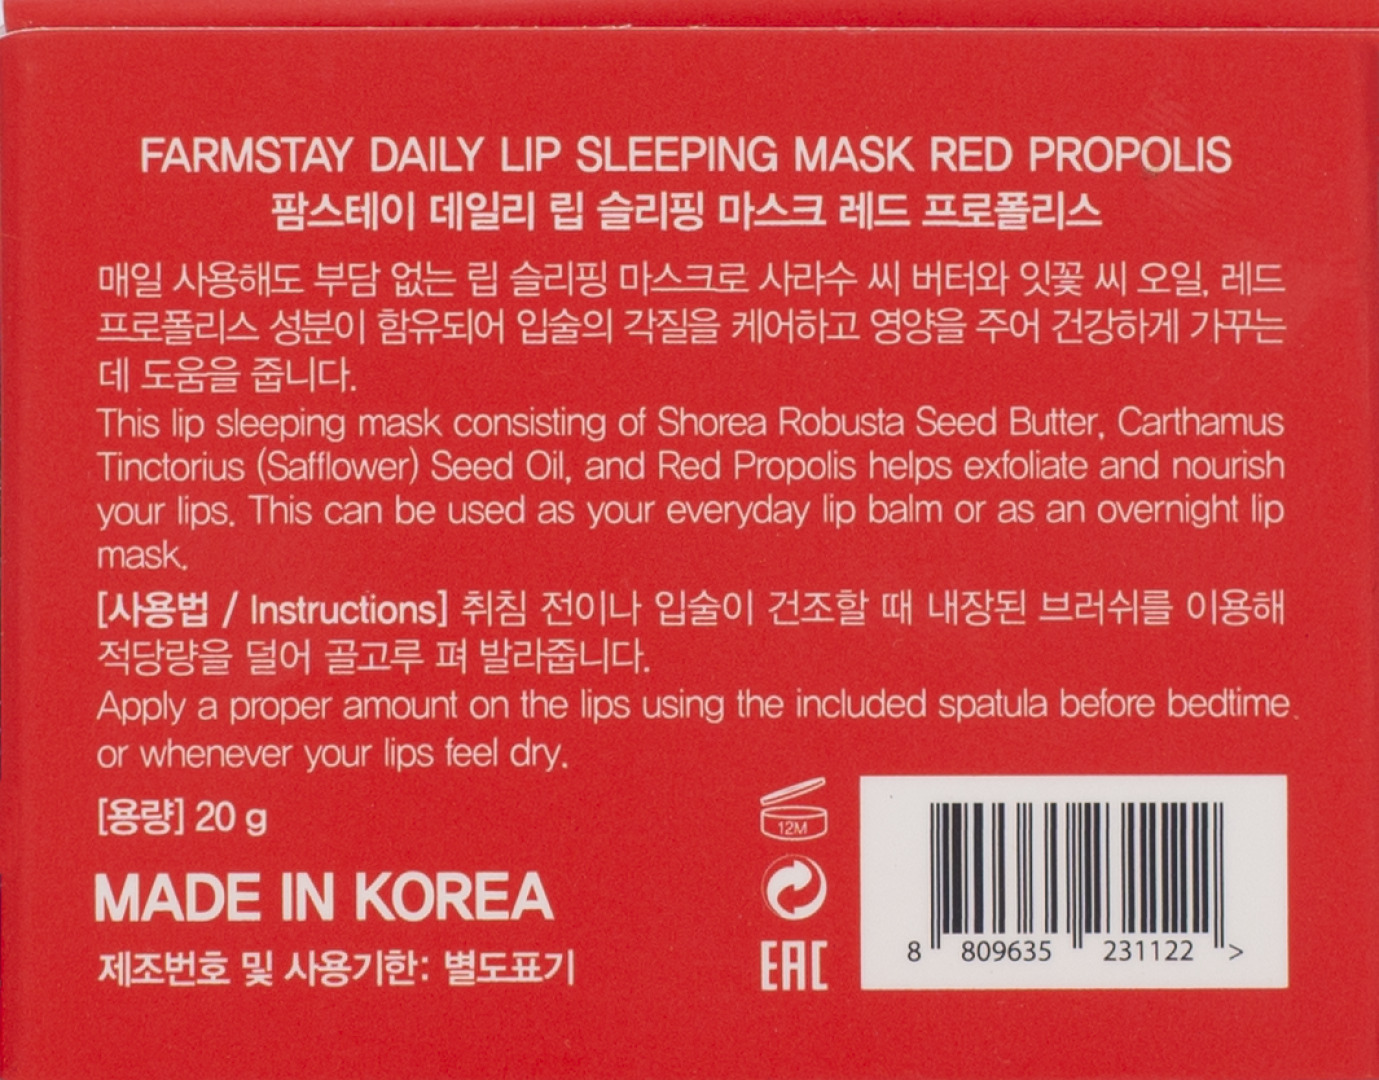 FARMSTAY DAILY LIP SLEEPING MASK RED PROPOLIS
팜스테이 데일리 립 슬리핑 마스크 레드 프로폴리스
매일 사용해도 부담 없는 립 슬리핑 마스크로 사라수 씨 버터와 잇꽃 씨 오일, 레드
프로폴리스 성분이 함유되어 입술의 각질을 케어하고 영양을 주어 건강하게 가꾸는
데 도움을 줍니다.
This lip sleeping mask consisting of Shorea Robusta Seed Butter, Carthamus
Tinctorius (Safflower) Seed Oil, and Red Propolis helps exfoliate and nourish
your lips. This can be used as your everyday lip balm or as an overnight lip
mask.
[사용법 / Instructions] 취침 전이나 입술이 건조할 때 내장된 브러쉬를 이용해
적당량을 덜어 골고루 펴 발라줍니다.
Apply a proper amount on the lips using the included spatula before bedtime.
or whenever your lips feel dry.
[용량] 20 g
12M
MADE IN KOREA
제조번호 및 사용기한: 별도표기
EAC
8 809635 231122 >